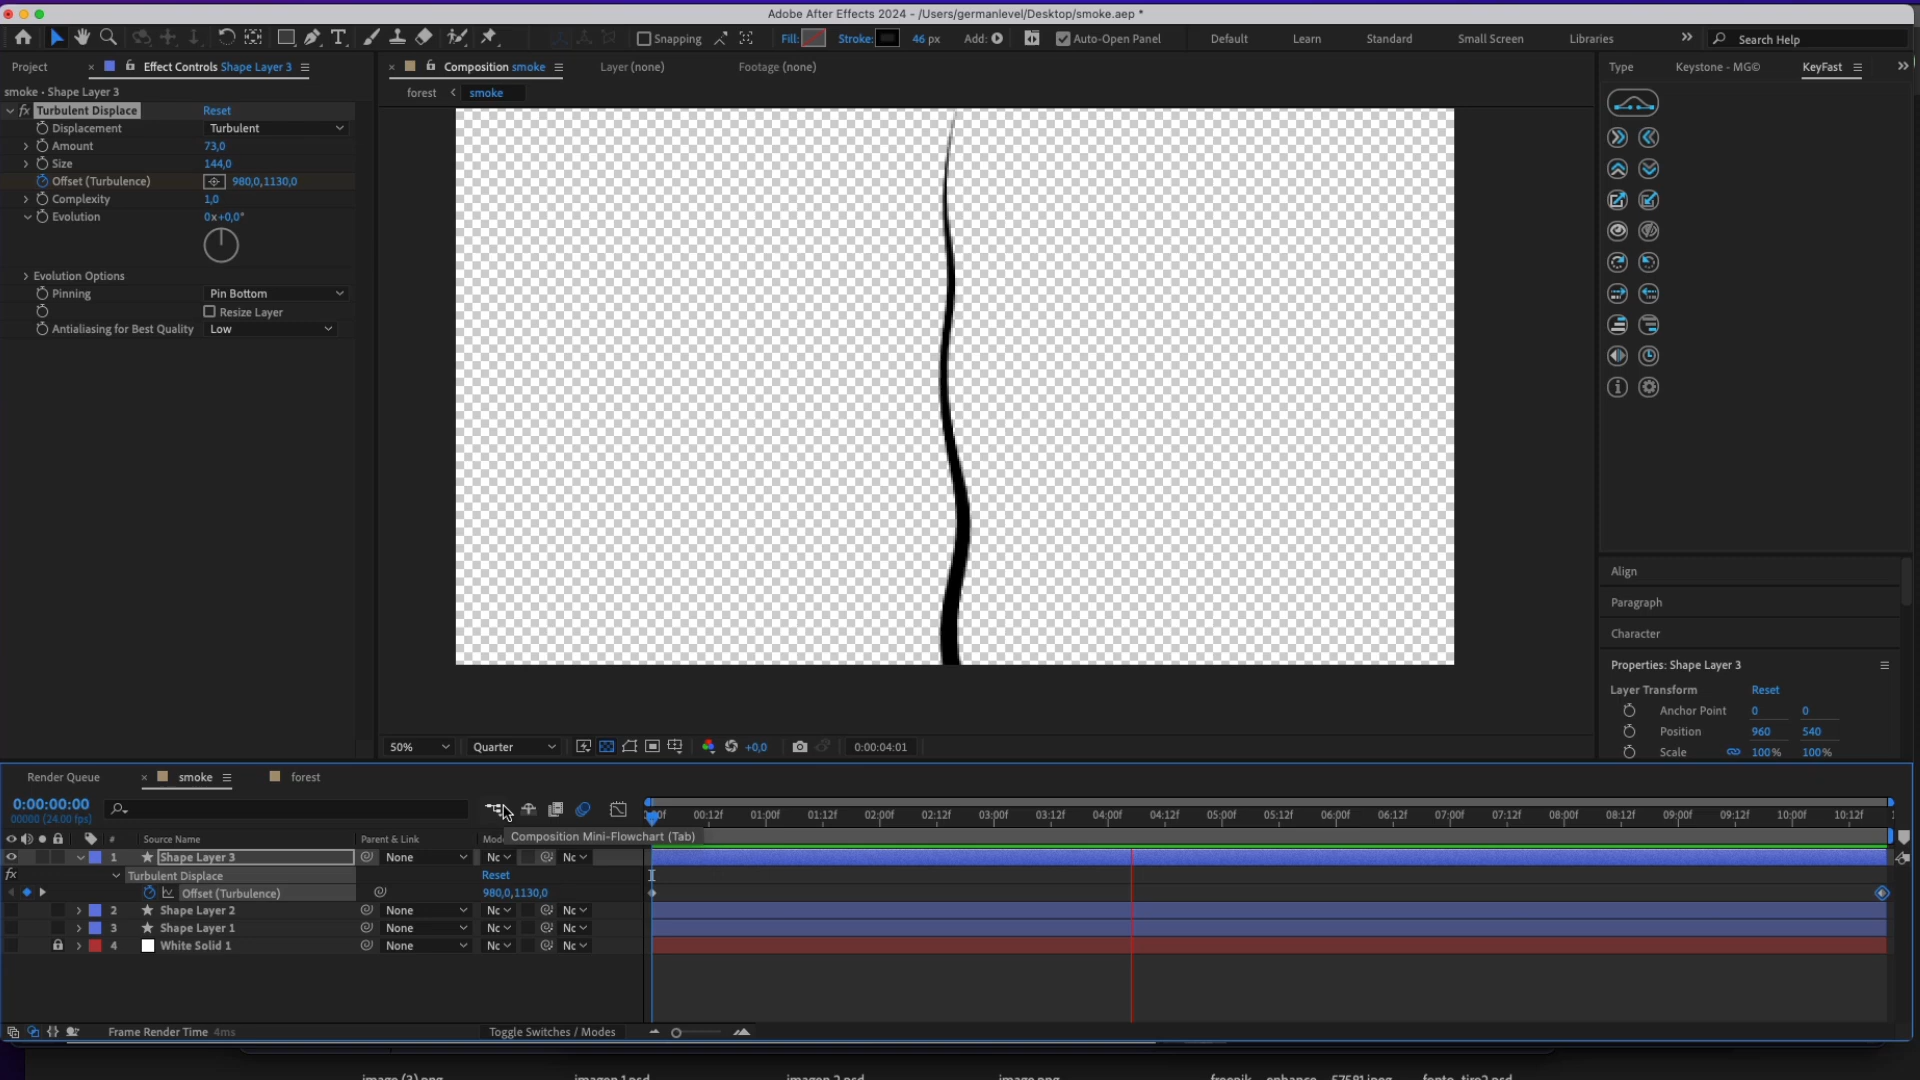 Adobe After Effects 2024 - /Users/germanlevel/Desktop/smoke.aep *
Snapping
Fill:
Stroke:
46 px
Add:
Auto-Open Panel
Default
Learn
Standard
Small Screen
Libraries
Search Help
Project
Effect Controls Shape Layer 3
Composition smoke
Layer (none)
Footage (none)
Type
Keystone - MG©
KeyFast
smoke • Shape Layer 3
forest
smoke
fx Turbulent Displace
Reset
Displacement
Turbulent
Amount
73,0
Size
144,0
Offset (Turbulence)
980,0,1130,0
Complexity
1,0
Evolution
0x+0,0°
Evolution Options
Pinning
Pin Bottom
Resize Layer
Antialiasing for Best Quality
Low
Align
Paragraph
Character
Properties: Shape Layer 3
Layer Transform
Reset
Anchor Point
0
0
Position
960
540
Scale
100%
100%
50%
Quarter
+0,0
0:00:04:01
Render Queue
smoke
forest
0:00:00:00
00000 (24.00 fps)
00:12f
01:00f
01:12f
02:00f
02:12f
03:00f
03:12f
04:00f
04:12f
05:00f
05:12f
06:00f
06:12f
07:00f
07:12f
08:00f
08:12f
09:00f
09:12f
10:00f
10:12f
#
Source Name
Parent & Link
Composition Mini-Flowchart (Tab)
1
Shape Layer 3
None
fx
Turbulent Displace
Reset
Offset (Turbulence)
980,0,1130,0
2
Shape Layer 2
None
3
Shape Layer 1
None
4
White Solid 1
None
Frame Render Time 4ms
Toggle Switches / Modes